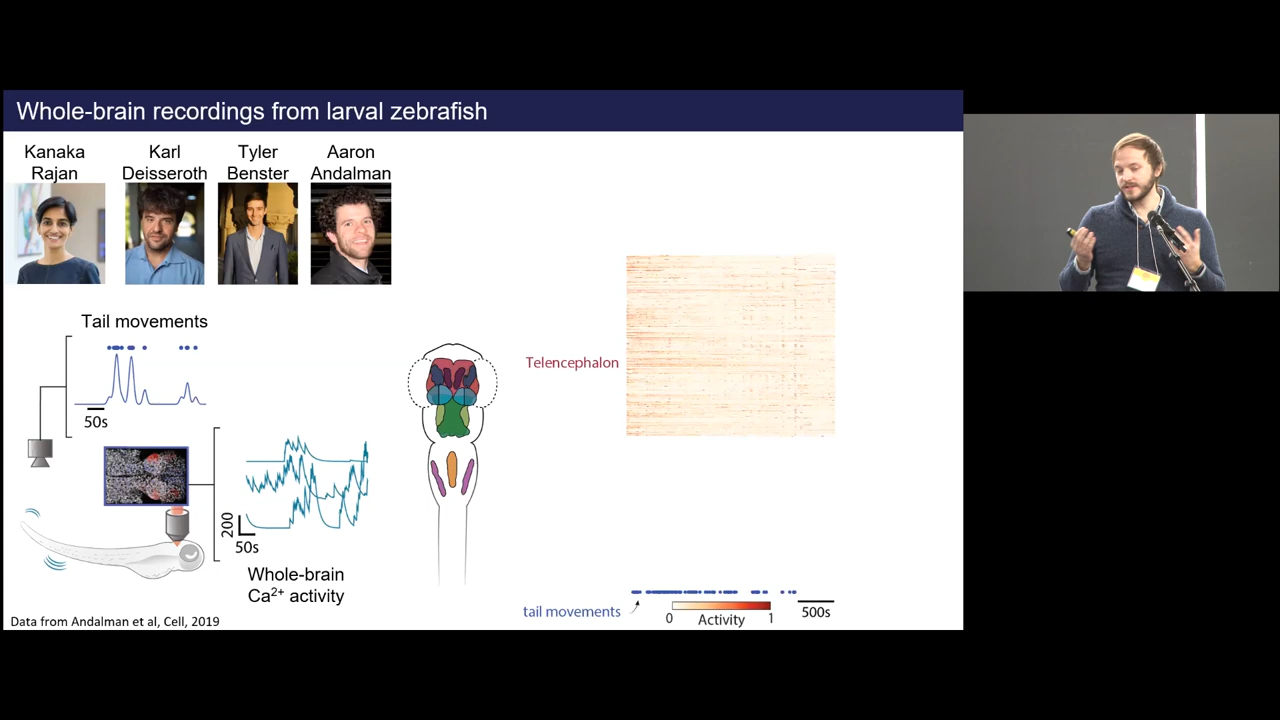 Whole-brain recordings from larval zebrafish
Kanaka
Rajan
Karl
Deisseroth
Tyler
Benster
Aaron
Andalman
Tail movements
50s
200
50s
Whole-brain
Ca²⁺ activity
Data from Andalman et al, Cell, 2019
Telencephalon
tail movements
0
Activity
1
500s